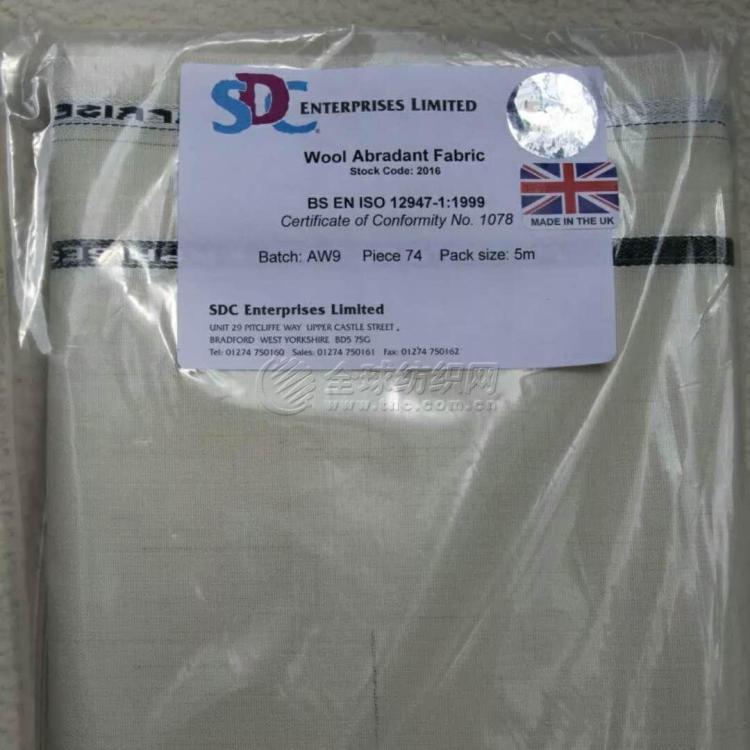 SDC ENTERPRISES LIMITED
Wool Abradant Fabric
Stock Code: 2016
BS EN ISO 12947-1:1999
Certificate of Conformity No. 1078
MADE IN THE UK
Batch: AW9 Piece 74 Pack size: 5m
SDC Enterprises Limited
UNIT 29 PITCLIFFE WAY UPPER CASTLE STREET,
BRADFORD WEST YORKSHIRE BD5 7SG
Tel: 01274 750160 Sales: 01274 750161 Fax: 01274 750162
全球纺织网
www.tnc.com.cn